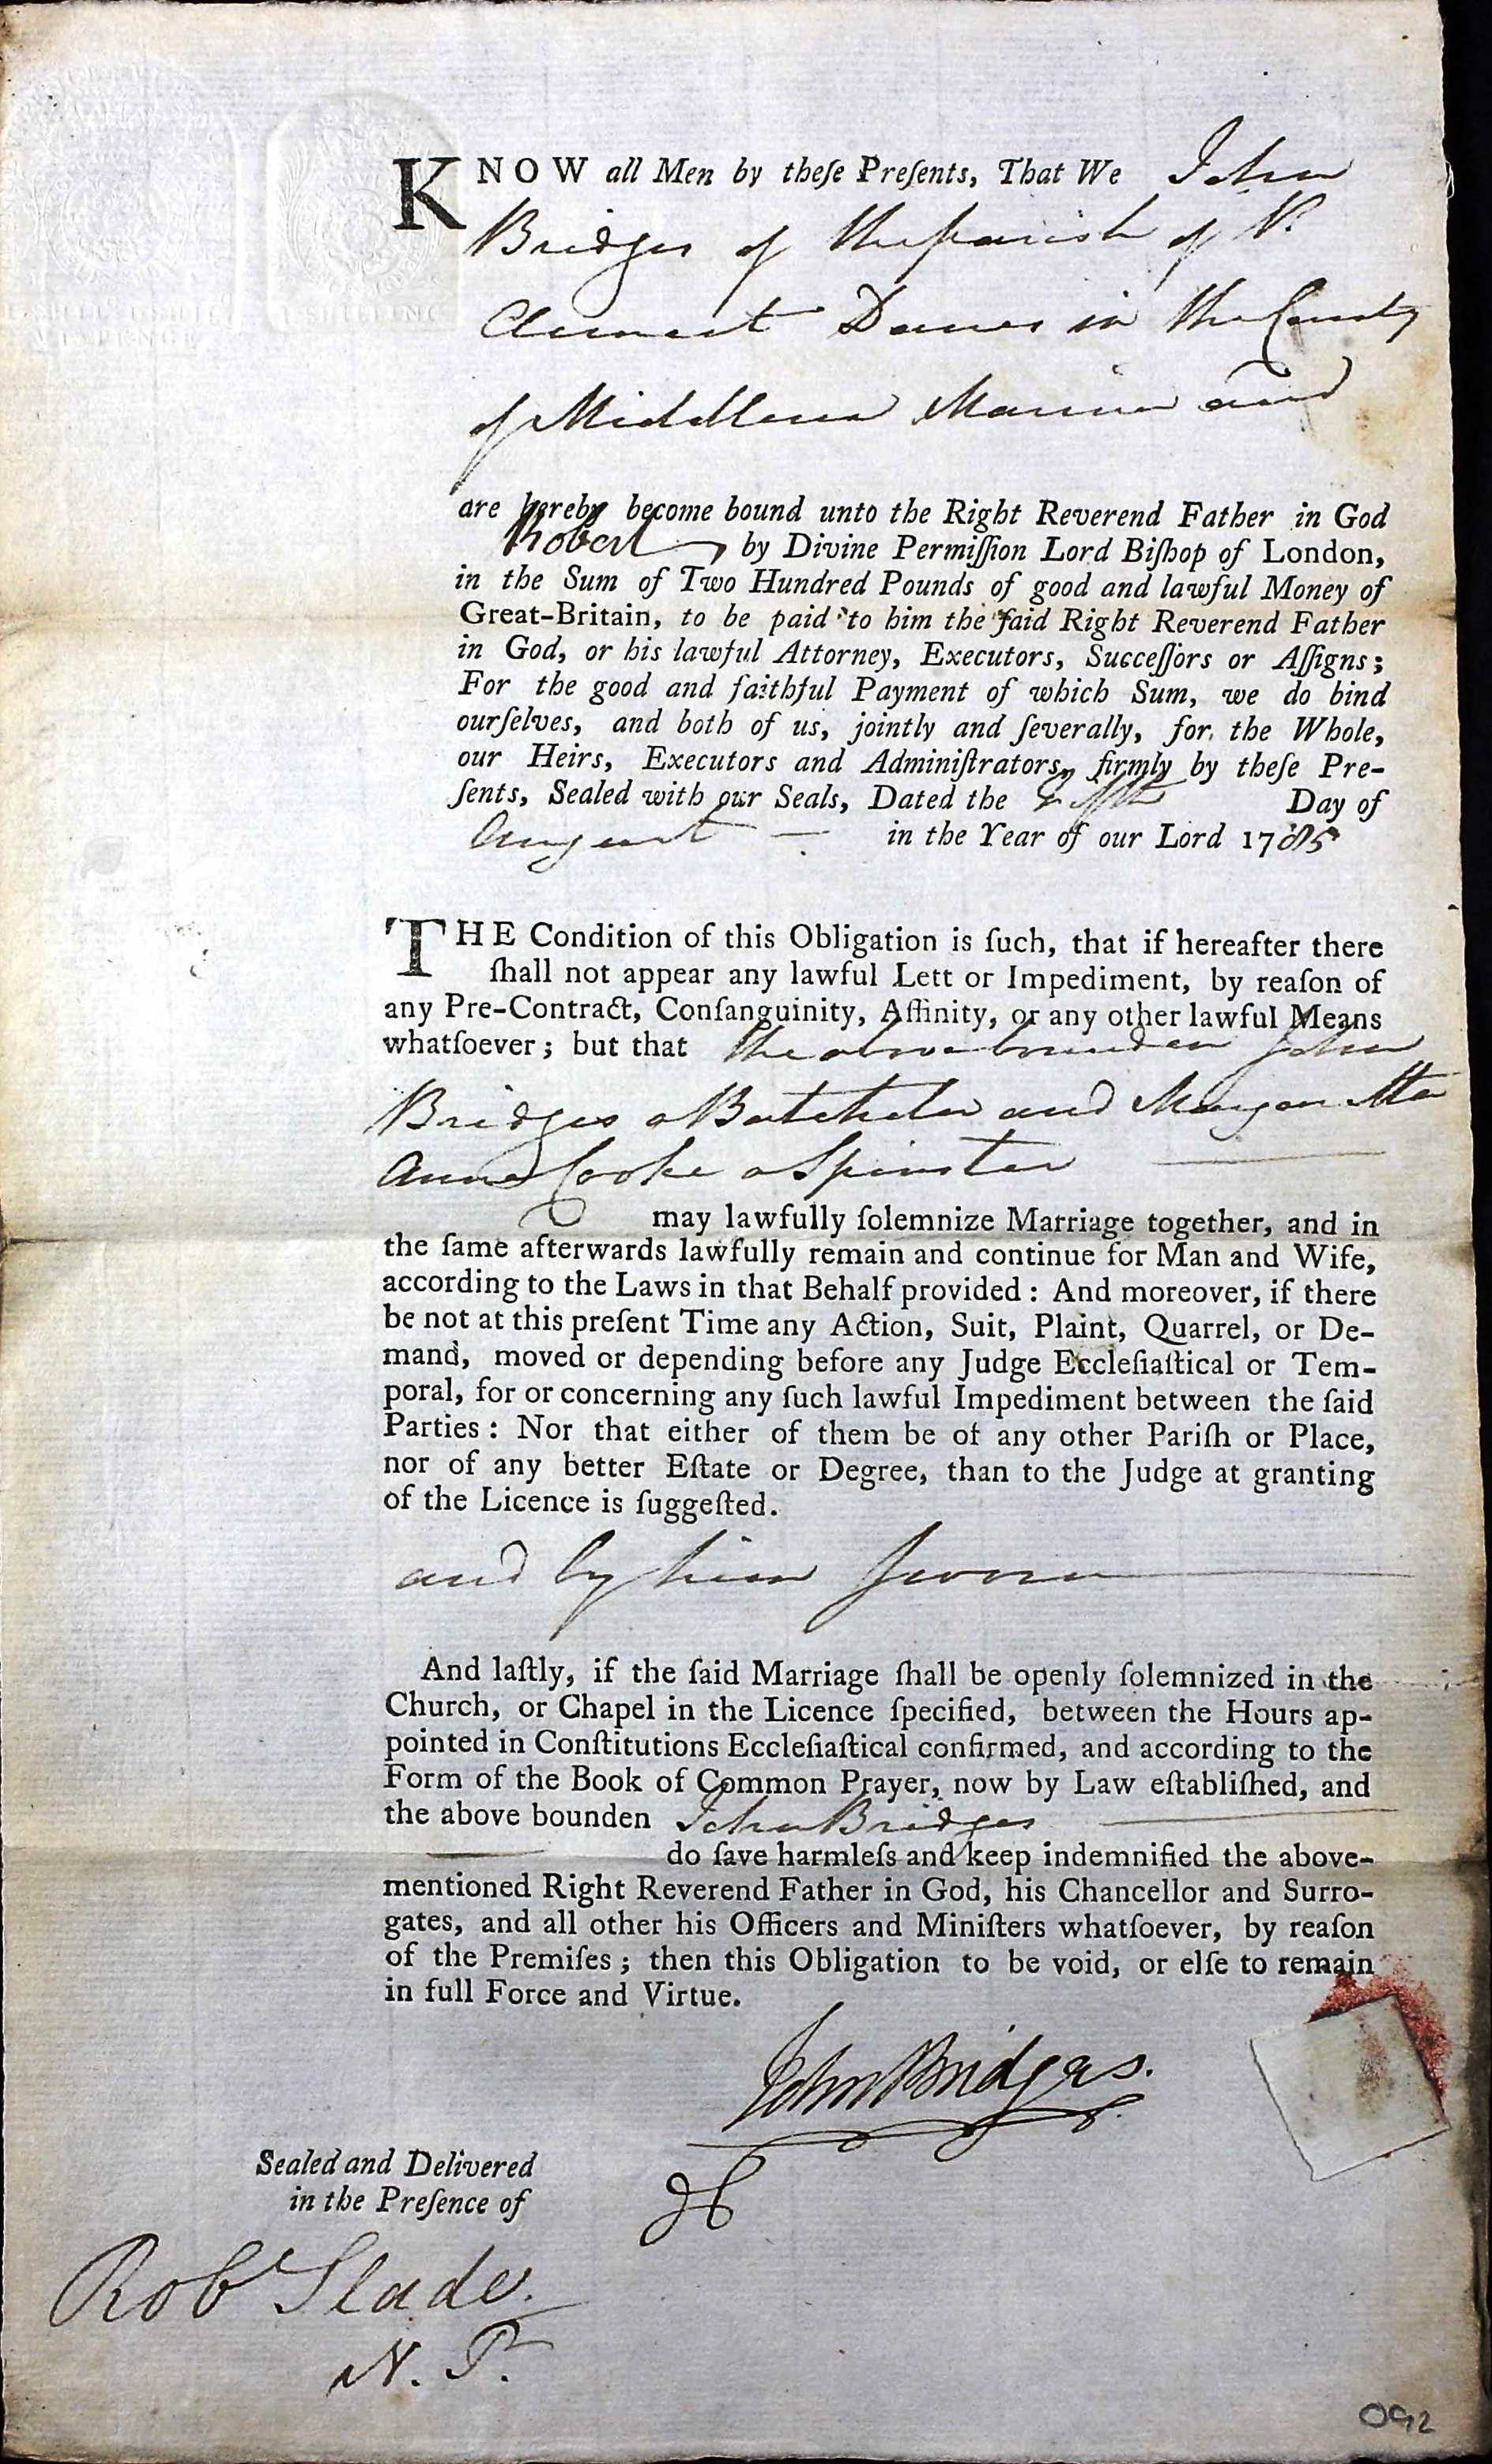 KNOW all Men by theſe Preſents, That We John
Bridges of the parish of St.
Clement Danes in the County
of Middlesex Mariner and
are hereby become bound unto the Right Reverend Father in God
Robert by Divine Permiſſion Lord Biſhop of London,
in the Sum of Two Hundred Pounds of good and lawful Money of
Great-Britain, to be paid to him the ſaid Right Reverend Father
in God, or his lawful Attorney, Executors, Succeſſors or Aſſigns;
For the good and faithful Payment of which Sum, we do bind
ourſelves, and both of us, jointly and ſeverally, for the Whole,
our Heirs, Executors and Adminiſtrators, firmly by theſe Pre-
ſents, Sealed with our Seals, Dated the Fifth Day of
August — in the Year of our Lord 1785
THE Condition of this Obligation is ſuch, that if hereafter there
ſhall not appear any lawful Lett or Impediment, by reaſon of
any Pre-Contract, Conſanguinity, Affinity, or any other lawful Means
whatſoever; but that the above bounden John
Bridges a Batchelor and Margaretta
Anne Cooke a Spinster
may lawfully ſolemnize Marriage together, and in
the ſame afterwards lawfully remain and continue for Man and Wife,
according to the Laws in that Behalf provided: And moreover, if there
be not at this preſent Time any Action, Suit, Plaint, Quarrel, or De-
mand, moved or depending before any Judge Eccleſiaſtical or Tem-
poral, for or concerning any ſuch lawful Impediment between the ſaid
Parties: Nor that either of them be of any other Pariſh or Place,
nor of any better Eſtate or Degree, than to the Judge at granting
of the Licence is ſuggeſted.
and by him Sworn
And laſtly, if the ſaid Marriage ſhall be openly ſolemnized in the
Church, or Chapel in the Licence ſpecified, between the Hours ap-
pointed in Conſtitutions Eccleſiaſtical confirmed, and according to the
Form of the Book of Common Prayer, now by Law eſtabliſhed, and
the above bounden John Bridges
do ſave harmleſs and keep indemnified the above-
mentioned Right Reverend Father in God, his Chancellor and Surro-
gates, and all other his Officers and Miniſters whatſoever, by reaſon
of the Premiſes; then this Obligation to be void, or elſe to remain
in full Force and Virtue.
John Bridges.
Sealed and Delivered
in the Preſence of
Robt Slade.
N. P.
092